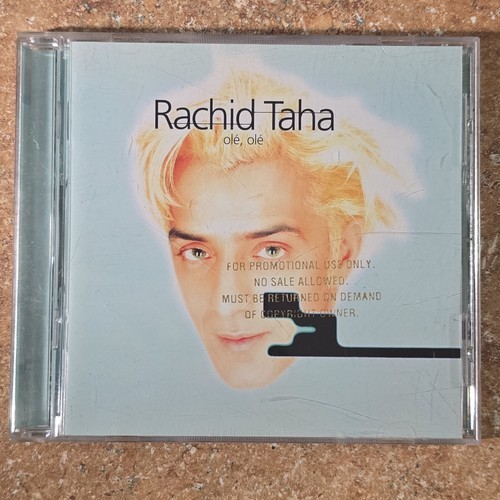 Rachid Taha
olé, olé
FOR PROMOTIONAL USE ONLY.
NO SALE ALLOWED.
MUST BE RETURNED ON DEMAND
OF COPYRIGHT OWNER.